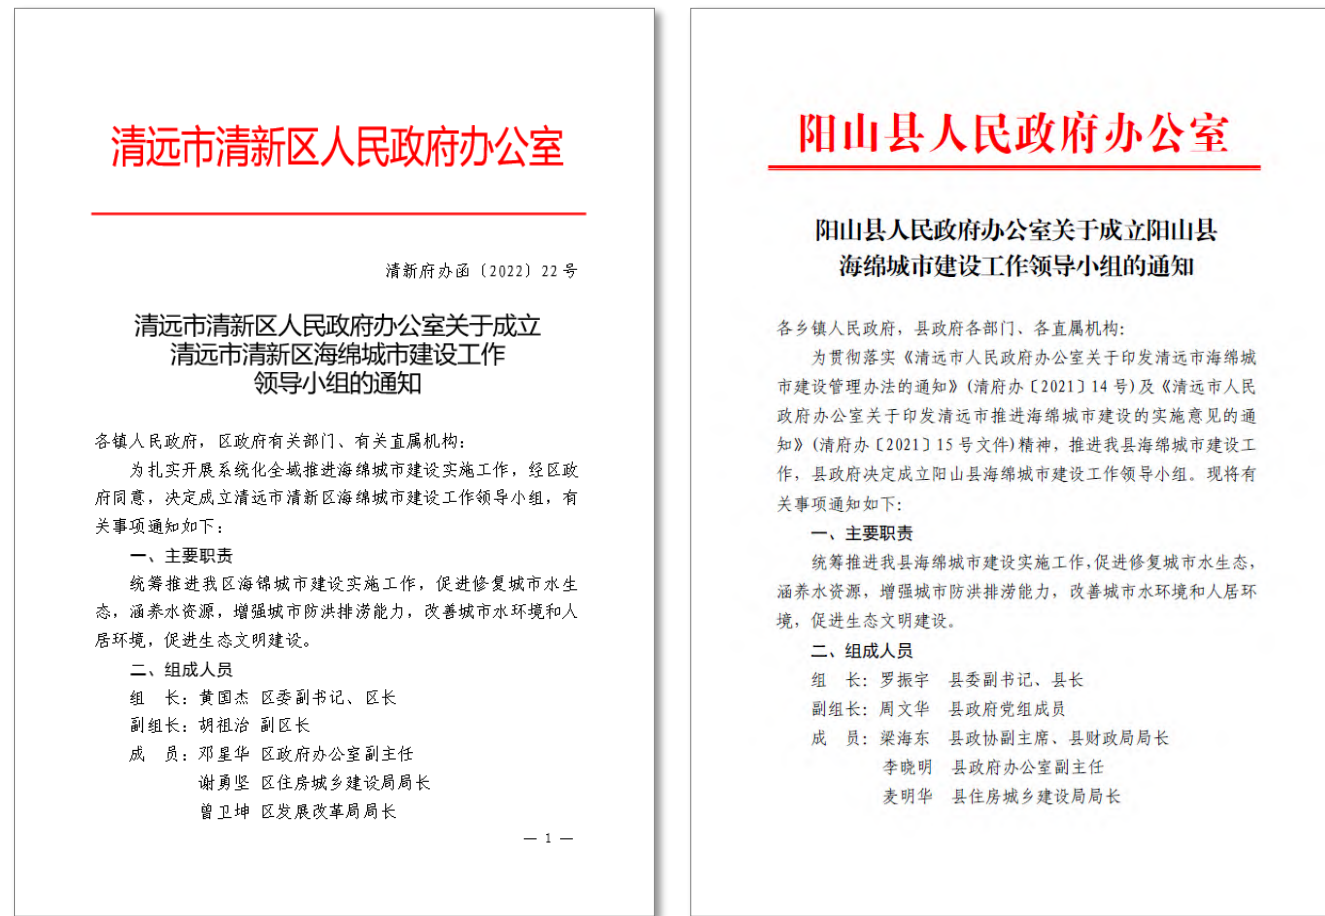 清远市清新区人民政府办公室
清新府办函〔2022〕22号
清远市清新区人民政府办公室关于成立
清远市清新区海绵城市建设工作
领导小组的通知
各镇人民政府，区政府有关部门、有关直属机构：
为扎实开展系统化全域推进海绵城市建设实施工作，经区政
府同意，决定成立清远市清新区海绵城市建设工作领导小组，有
关事项通知如下：
一、主要职责
统筹推进我区海锦城市建设实施工作，促进修复城市水生
态，涵养水资源，增强城市防洪排涝能力，改善城市水环境和人
居环境，促进生态文明建设。
二、组成人员
组　长：黄国杰 区委副书记、区长
副组长：胡祖治 副区长
成　员：邓星华 区政府办公室副主任
谢勇坚 区住房城乡建设局局长
曾卫坤 区发展改革局局长
— 1 —
阳山县人民政府办公室
阳山县人民政府办公室关于成立阳山县
海绵城市建设工作领导小组的通知
各乡镇人民政府，县政府各部门、各直属机构：
为贯彻落实《清远市人民政府办公室关于印发清远市海绵城
市建设管理办法的通知》(清府办〔2021〕14号)及《清远市人民
政府办公室关于印发清远市推进海绵城市建设的实施意见的通
知》(清府办〔2021〕15号文件)精神，推进我县海绵城市建设工
作，县政府决定成立阳山县海绵城市建设工作领导小组。现将有
关事项通知如下：
一、主要职责
统筹推进我县海绵城市建设实施工作,促进修复城市水生态，
涵养水资源，增强城市防洪排涝能力，改善城市水环境和人居环
境，促进生态文明建设。
二、组成人员
组　长：罗振宇　县委副书记、县长
副组长：周文华　县政府党组成员
成　员：梁海东　县政协副主席、县财政局局长
李晓明　县政府办公室副主任
麦明华　县住房城乡建设局局长